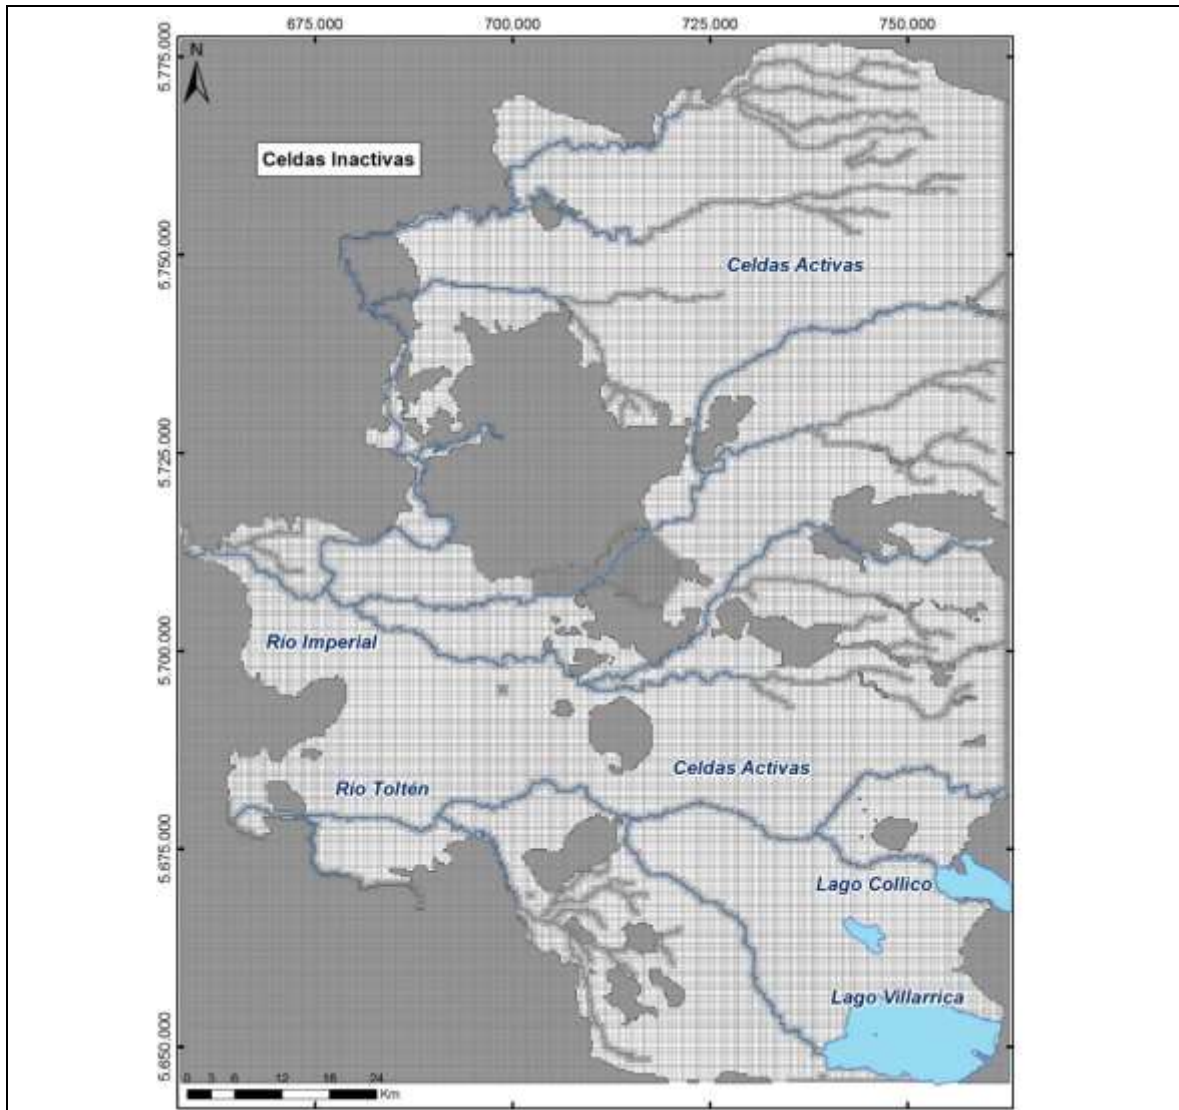 675.000 700.000 725.000 750.000
N
5.775.000
Celdas Inactivas
5.750.000
Celdas Activas
5.725.000
5.700.000
Río Imperial
Celdas Activas
Río Toltén
5.675.000
Lago Collico
Lago Villarrica
5.650.000
0 3 6 12 18 24
Km